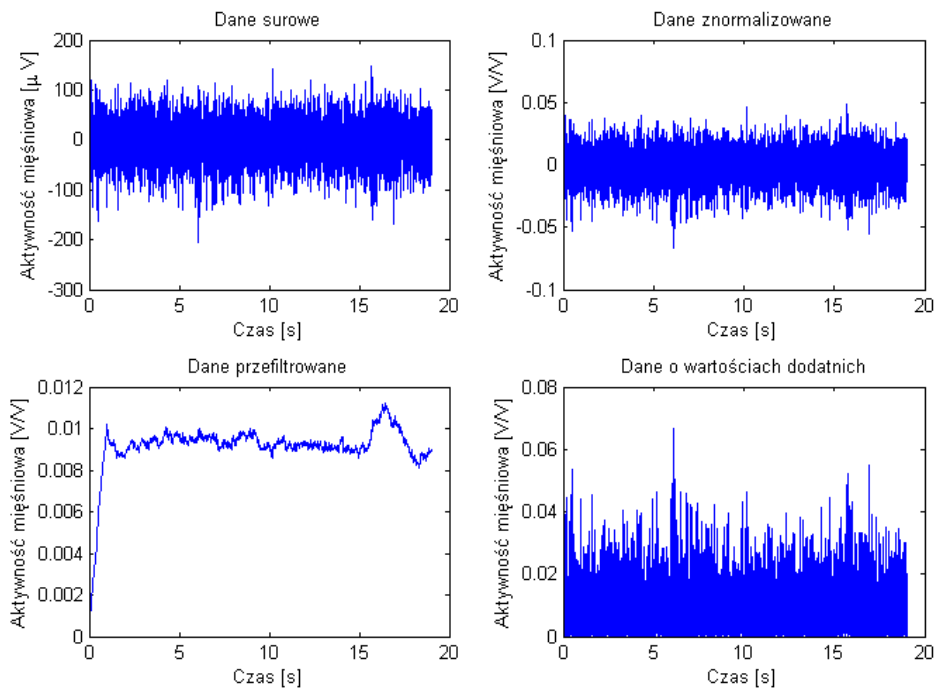 Dane surowe
Aktywność mięśniowa [μ V]
200
100
0
-100
-200
-300
0 5 10 15 20
Czas [s]
Dane znormalizowane
Aktywność mięśniowa [V/V]
0.1
0.05
0
-0.05
-0.1
0 5 10 15 20
Czas [s]
Dane przefiltrowane
Aktywność mięśniowa [V/V]
0.012
0.01
0.008
0.006
0.004
0.002
0
0 5 10 15 20
Czas [s]
Dane o wartościach dodatnich
Aktywność mięśniowa [V/V]
0.08
0.06
0.04
0.02
0
0 5 10 15 20
Czas [s]